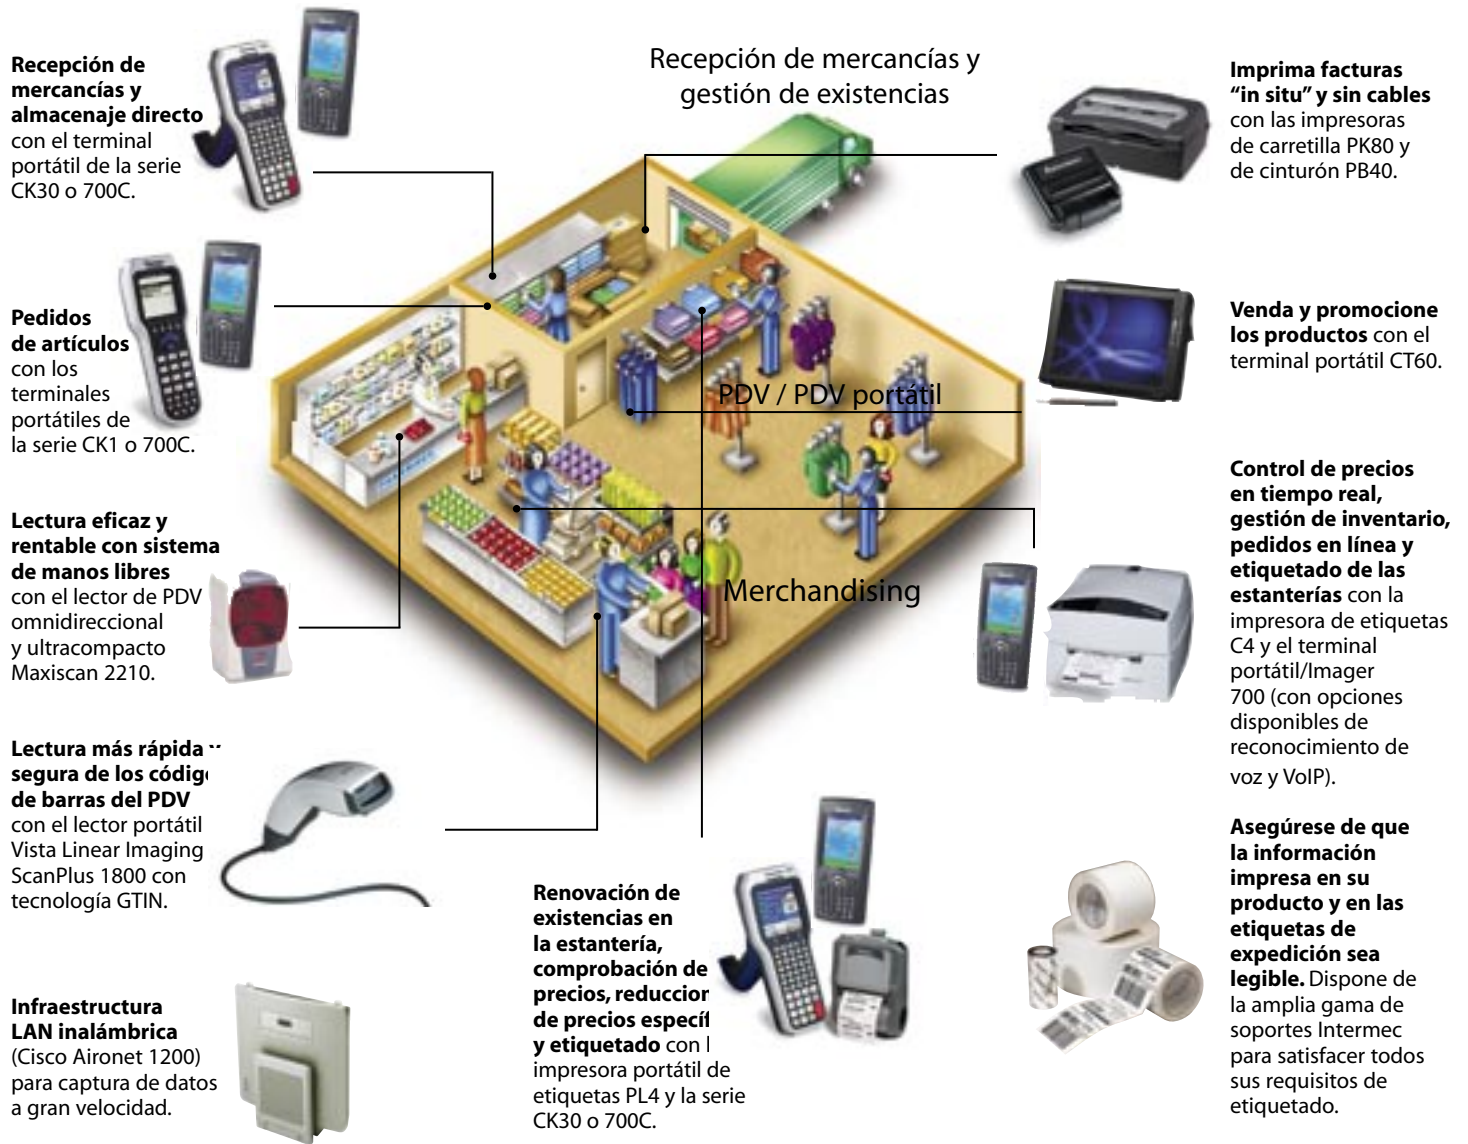 Recepción de
mercancías y
almacenaje directo
con el terminal
portátil de la serie
CK30 o 700C.
Pedidos
de artículos
con los
terminales
portátiles de
la serie CK1 o 700C.
Lectura eficaz y
rentable con sistema
de manos libres
con el lector de PDV
omnidireccional
y ultracompacto
Maxiscan 2210.
Lectura más rápida
segura de los códig
de barras del PDV
con el lector portátil
Vista Linear Imaging
ScanPlus 1800 con
tecnología GTIN.
Infraestructura
LAN inalámbrica
(Cisco Aironet 1200)
para captura de datos
a gran velocidad.
Recepción de mercancías y
gestión de existencias
PDV / PDV portátil
Merchandising
Renovación de
existencias en
la estantería,
comprobación de
precios, reduccion
de precios específ
y etiquetado con l
impresora portátil de
etiquetas PL4 y la serie
CK30 o 700C.
Imprima facturas
“in situ” y sin cables
con las impresoras
de carretilla PK80 y
de cinturón PB40.
Venda y promocione
los productos con el
terminal portátil CT60.
Control de precios
en tiempo real,
gestión de inventario,
pedidos en línea y
etiquetado de las
estanterías con la
impresora de etiquetas
C4 y el terminal
portátil/Imager
700 (con opciones
disponibles de
reconocimiento de
voz y VoIP).
Asegúrese de que
la información
impresa en su
producto y en las
etiquetas de
expedición sea
legible. Dispone de
la amplia gama de
soportes Intermec
para satisfacer todos
sus requisitos de
etiquetado.